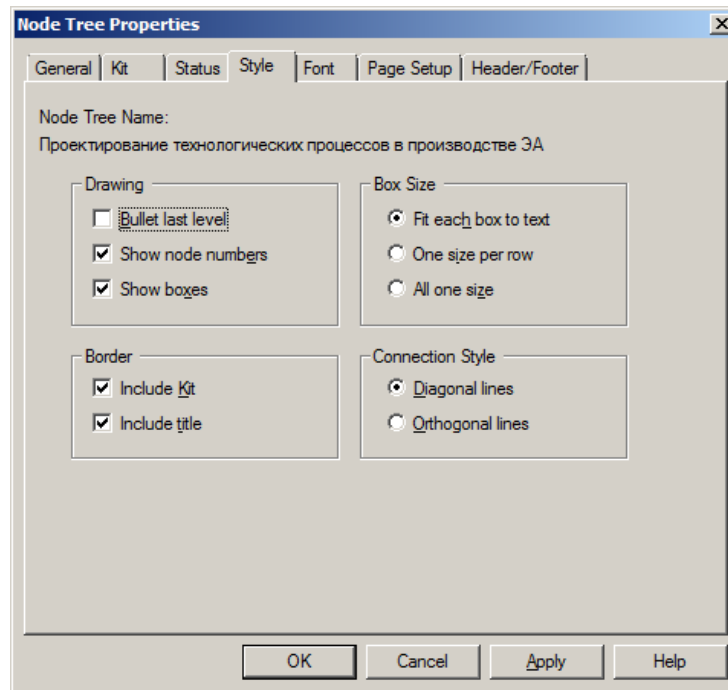 Node Tree Properties
General Kit Status Style Font Page Setup Header/Footer
Node Tree Name:
Проектирование технологических процессов в производстве ЭА
Drawing
Bullet last level
Show node numbers
Show boxes
Box Size
Fit each box to text
One size per row
All one size
Border
Include Kit
Include title
Connection Style
Diagonal lines
Orthogonal lines
OK Cancel Apply Help